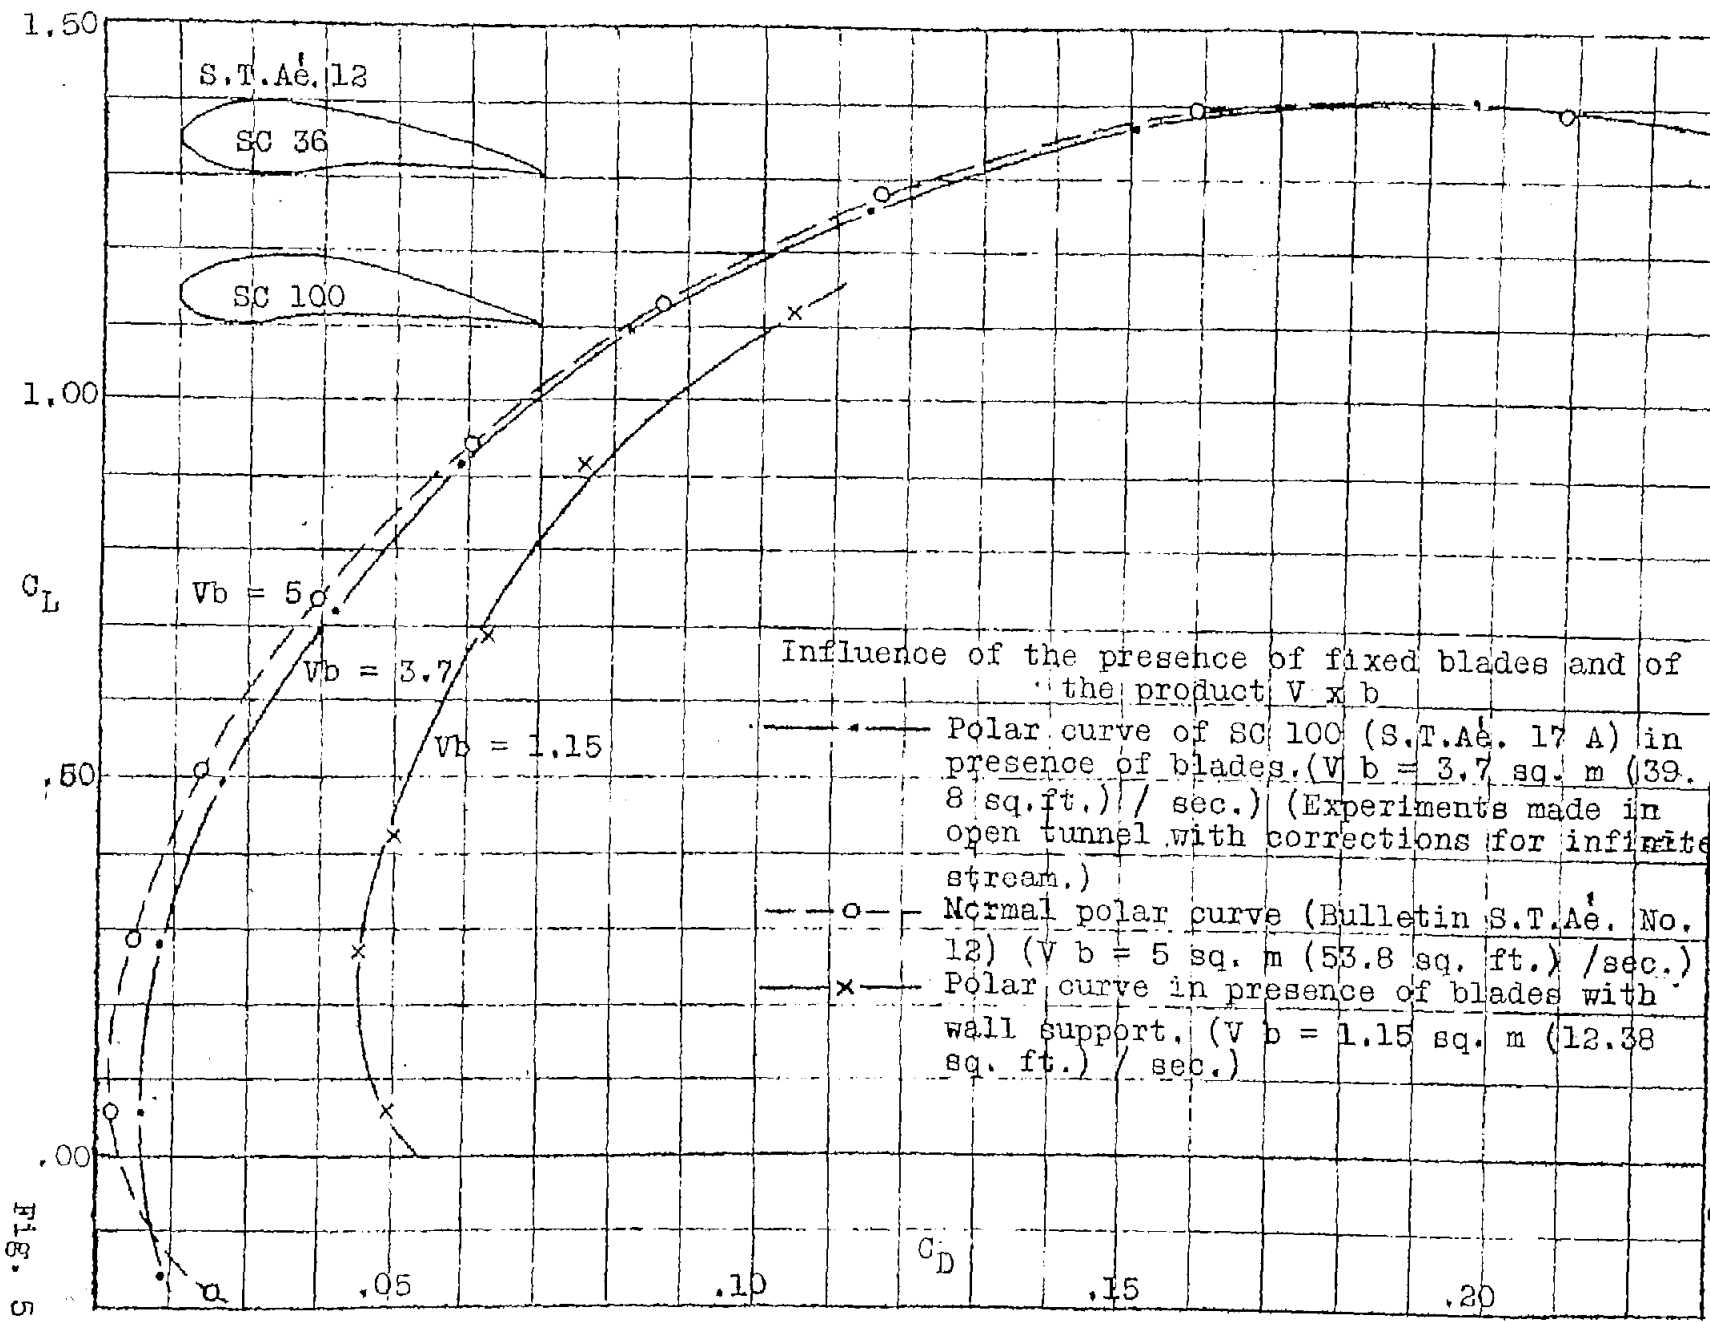 1.50
S.T.Aé. 12
SC 36
SC 100
1.00
C_L
Vb = 5
Vb = 3.7
Vb = 1.15
.50
.00
Influence of the presence of fixed blades and of
the product V x b
Polar curve of SC 100 (S.T.Aé. 17 A) in
presence of blades.(V b = 3.7 sq. m (39.
8 sq.ft.) / sec.) (Experiments made in
open tunnel with corrections for infinite
stream.)
Normal polar curve (Bulletin S.T.Aé. No.
12) (V b = 5 sq. m (53.8 sq. ft.) /sec.)
Polar curve in presence of blades with
wall support. (V b = 1.15 sq. m (12.38
sq. ft.) / sec.)
C_D
.05
.10
.15
.20
Fig. 5